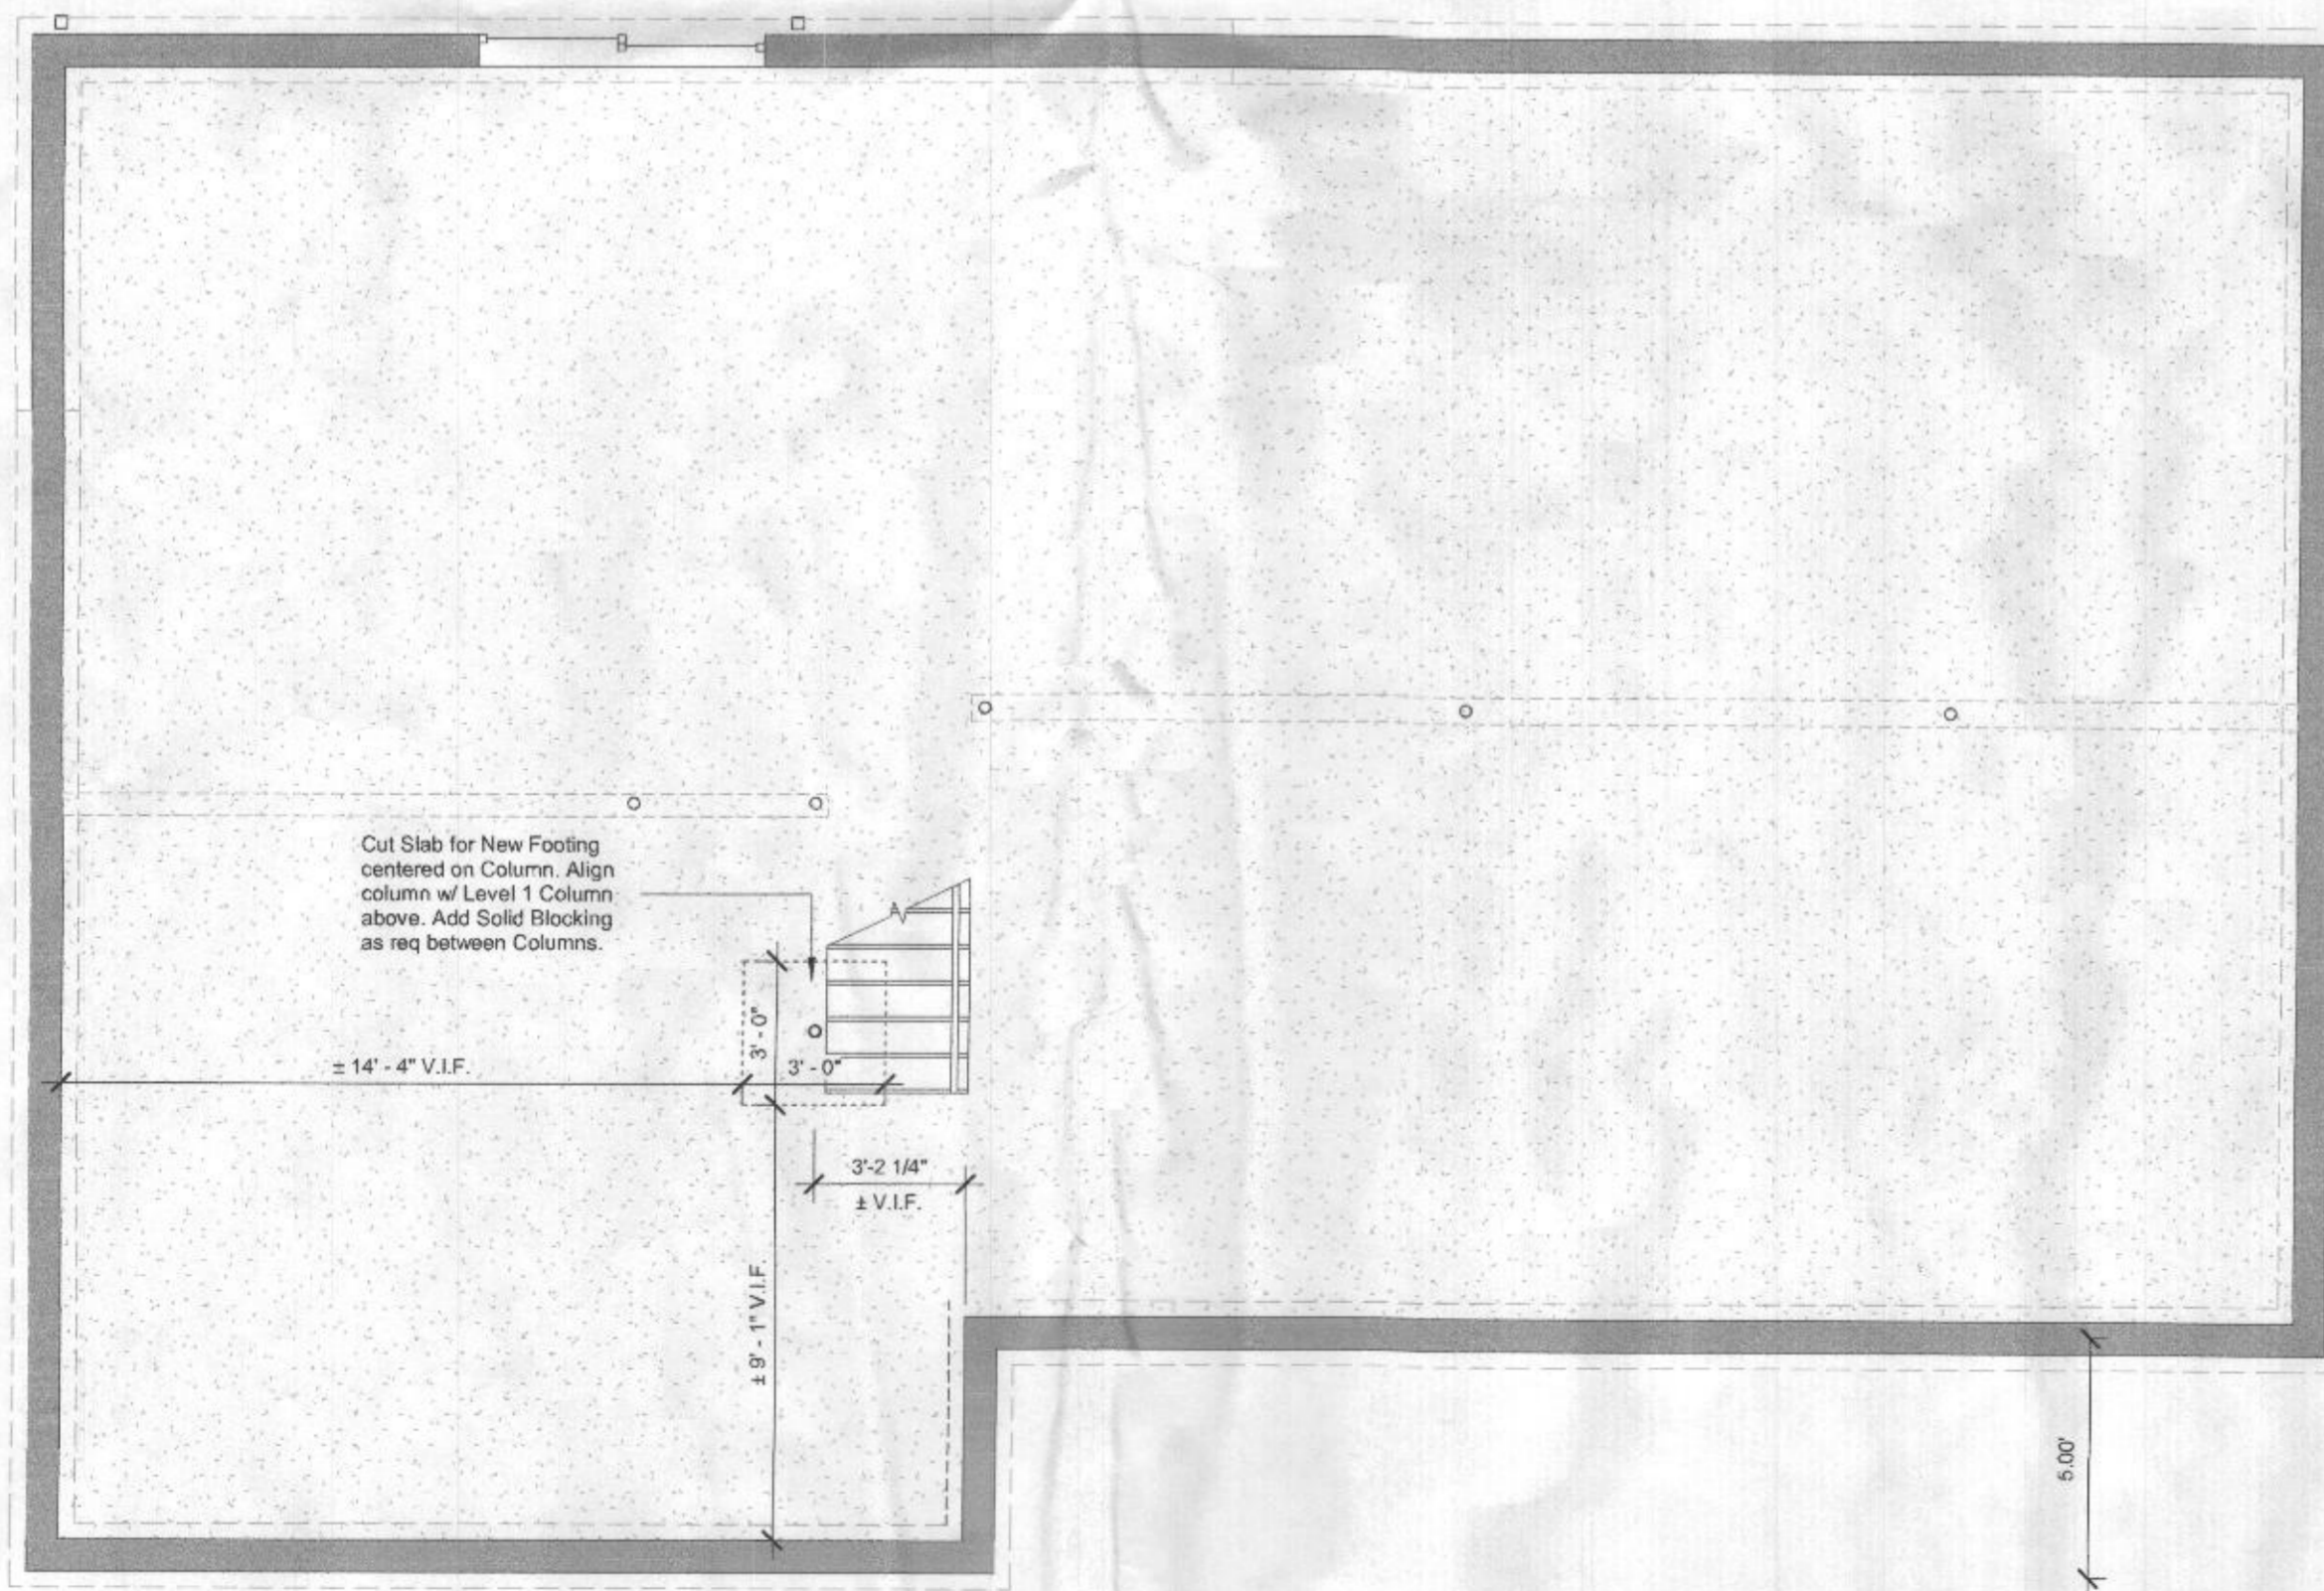 Cut Slab for New Footing
centered on Column. Align
column w/ Level 1 Column
above. Add Solid Blocking
as req between Columns.
3' - 0"
± 14' - 4" V.I.F.
3' - 0"
3'-2 1/4"
± V.I.F.
± 9' - 1" V.I.F.
5.00'